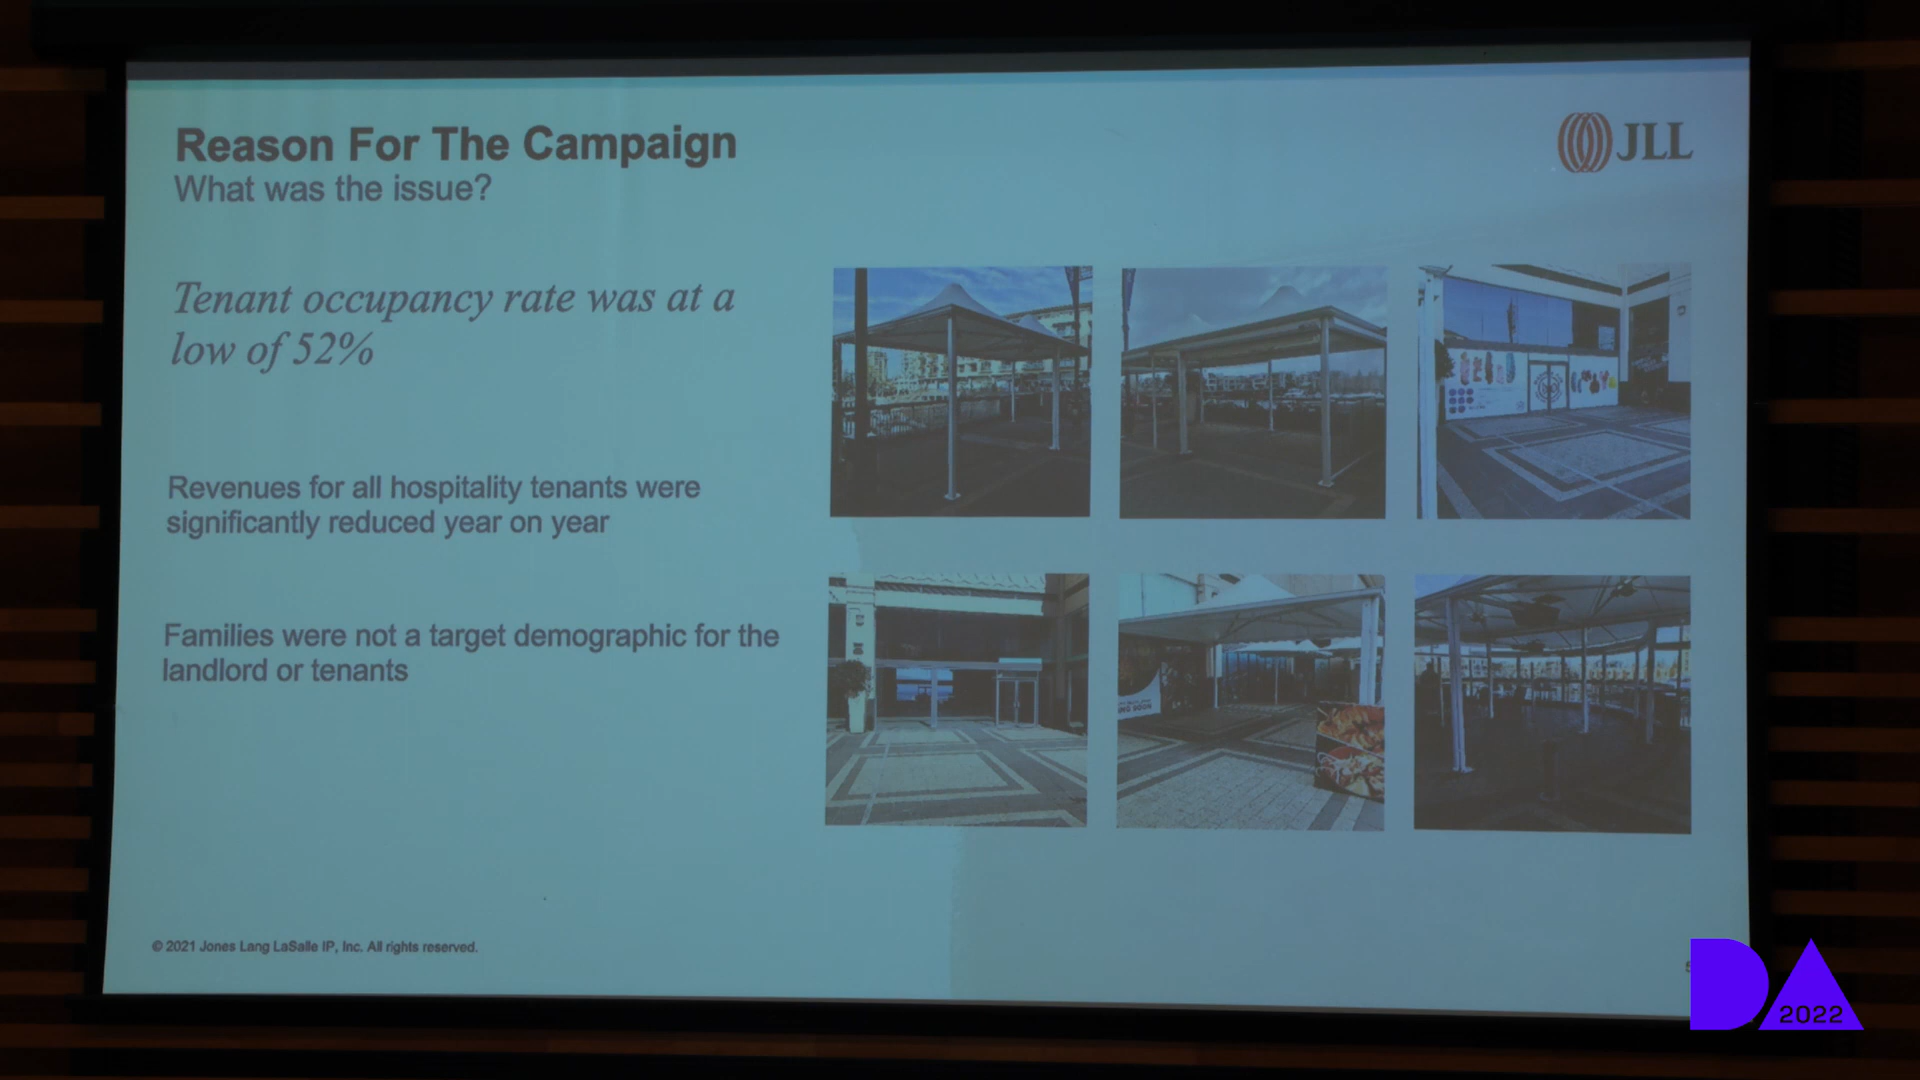 Reason For The Campaign
What was the issue?
JLL
Tenant occupancy rate was at a
low of 52%
Revenues for all hospitality tenants were
significantly reduced year on year
Families were not a target demographic for the
landlord or tenants
© 2021 Jones Lang LaSalle IP, Inc. All rights reserved.
DA
2022